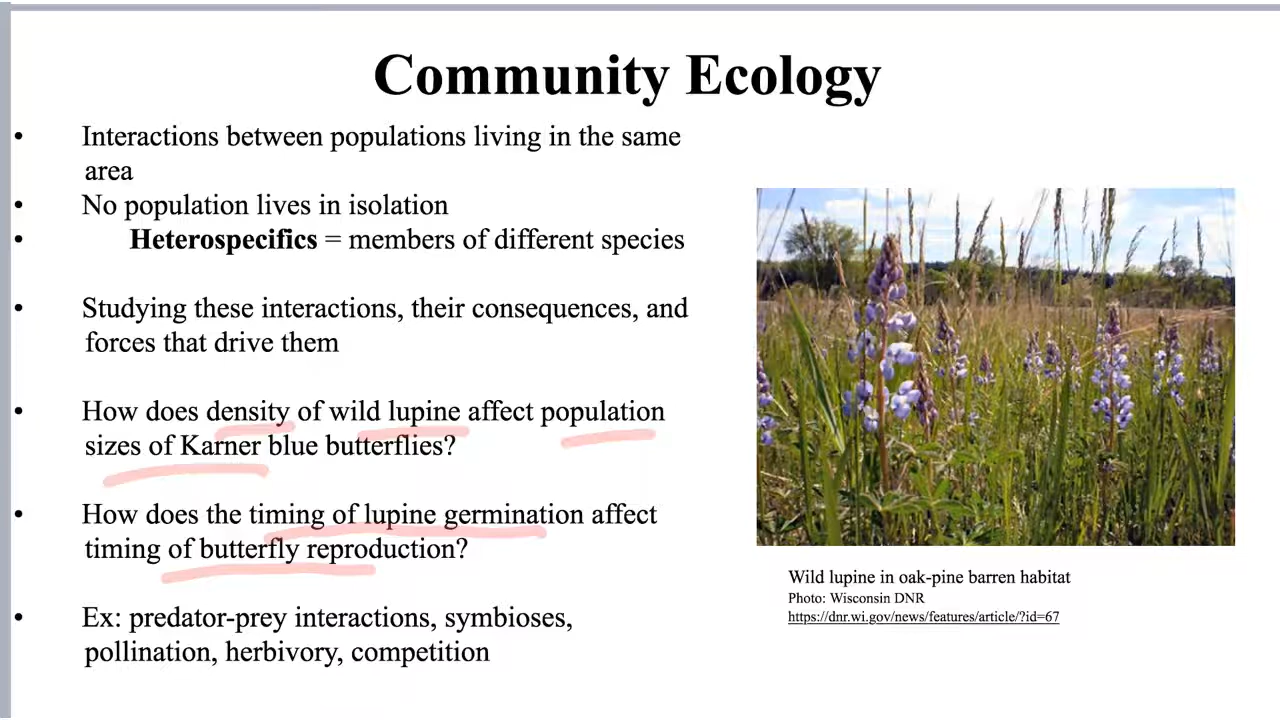 Community Ecology
• Interactions between populations living in the same
area
• No population lives in isolation
• Heterospecifics = members of different species
• Studying these interactions, their consequences, and
forces that drive them
• How does density of wild lupine affect population
sizes of Karner blue butterflies?
• How does the timing of lupine germination affect
timing of butterfly reproduction?
• Ex: predator-prey interactions, symbioses,
pollination, herbivory, competition
Wild lupine in oak-pine barren habitat
Photo: Wisconsin DNR
https://dnr.wi.gov/news/features/article/?id=67